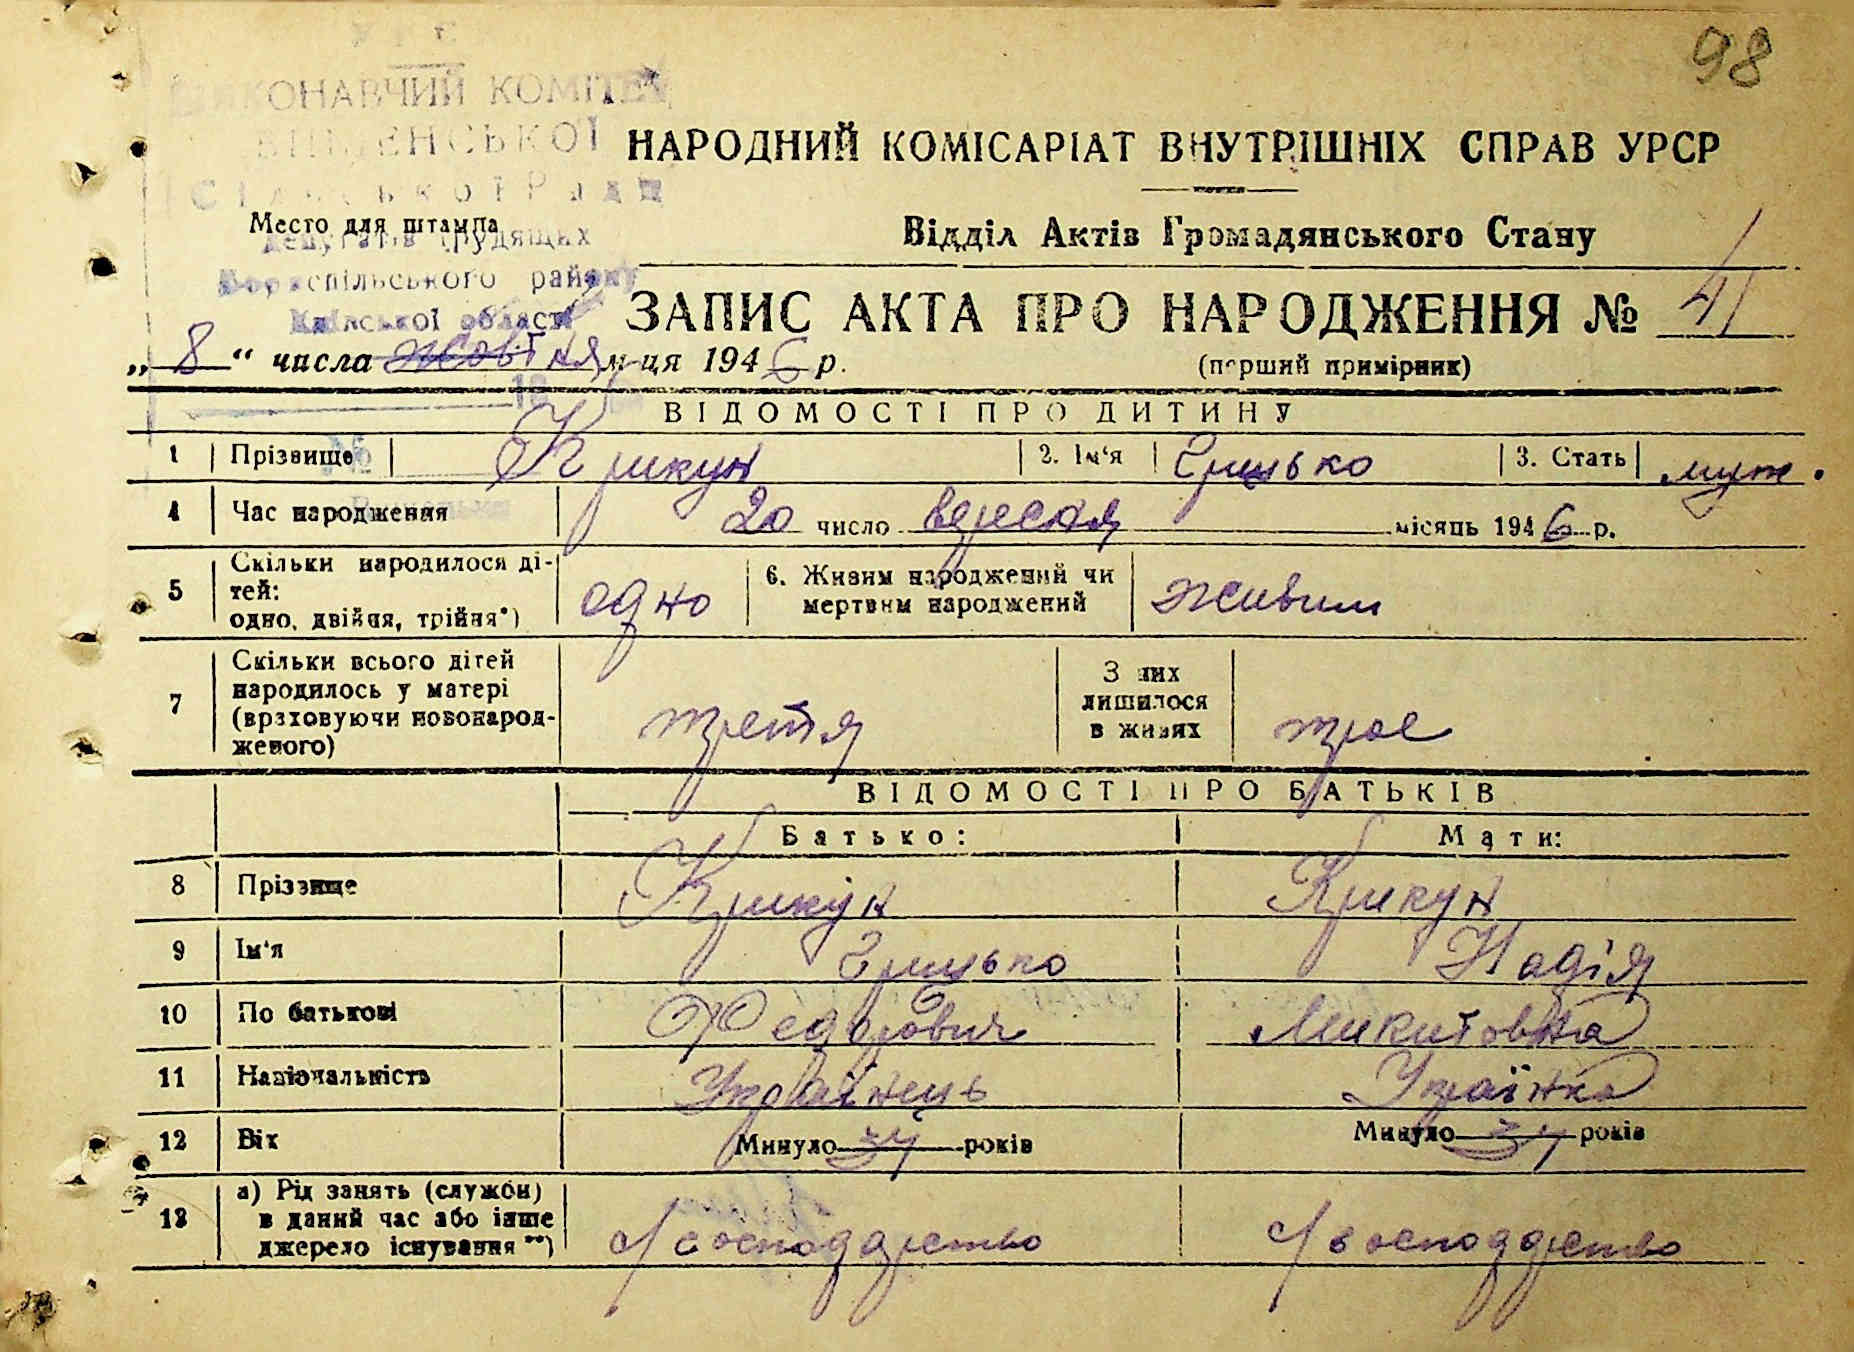 98
ВИКОНАВЧИЙ КОМІТЕТ
НАРОДНИЙ КОМІСАРІАТ ВНУТРІШНІХ СПРАВ УРСР
Место для штампа
депутатів трудящих
Відділ Актів Громадянського Стану
Бориспільського району
Київської області
ЗАПИС АКТА ПРО НАРОДЖЕННЯ № 41
„ 8 “ числа жовтня м-ця 1946 р.
(перший примірник)
ВІДОМОСТІ ПРО ДИТИНУ
1 Прізвище Крикун 2. Ім‘я Грицько 3. Стать муж.
4 Час народження 20 число вересня місяць 1946 р.
5 Скільки народилося ді-
тей:
одно, двійня, трійня*) одно 6. Живим народжений чи
мертвим народжений живим
7 Скільки всього дітей
народилось у матері
(враховуючи новонарод-
женого) третя З них
лишилося
в живих троє
ВІДОМОСТІ ПРО БАТЬКІВ
Батько: Мати:
8 Прізвище Крикун Крикун
9 Ім‘я Грицько Надія
10 По батькові Федорович Микитовна
11 Національність Українець Українка
12 Вік Минуло 34 років Минуло 34 років
13 а) Рід занять (служби)
в даний час або інше
джерело існування**) с/господарство с/господарство